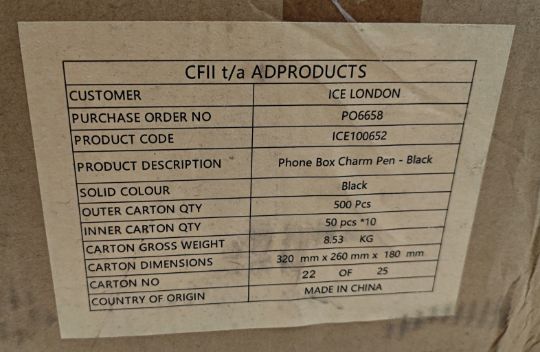 CFII t/a ADPRODUCTS
CUSTOMER ICE LONDON
PURCHASE ORDER NO PO6658
PRODUCT CODE ICE100652
PRODUCT DESCRIPTION Phone Box Charm Pen - Black
SOLID COLOUR Black
OUTER CARTON QTY 500 Pcs
INNER CARTON QTY 50 pcs *10
CARTON GROSS WEIGHT 8.53 KG
CARTON DIMENSIONS 320 mm x 260 mm x 180 mm
CARTON NO 22 OF 25
COUNTRY OF ORIGIN MADE IN CHINA